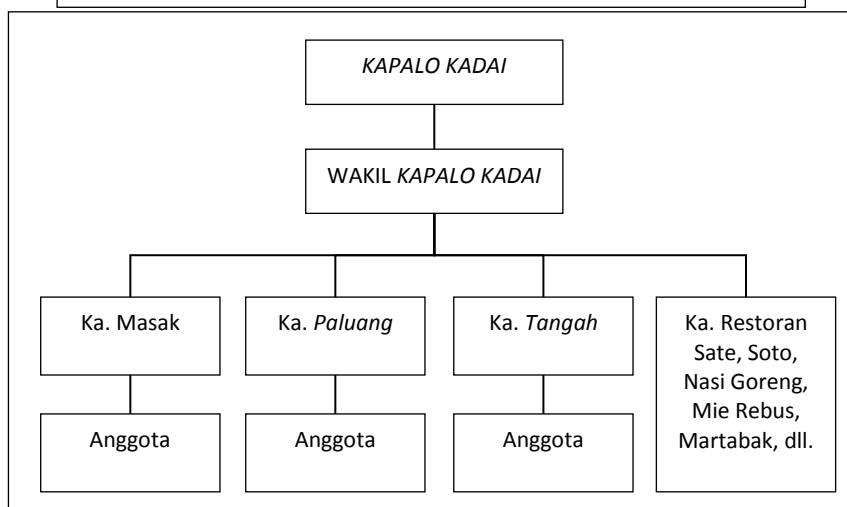 KAPALO KADAI
WAKIL KAPALO KADAI
Ka. Masak
Ka. Paluang
Ka. Tangah
Ka. Restoran
Sate, Soto,
Nasi Goreng,
Mie Rebus,
Martabak, dll.
Anggota
Anggota
Anggota